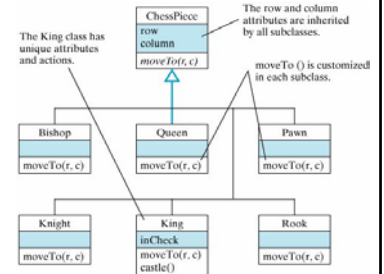 ChessPiece
row
column
moveTo(r, c)
The row and column
attributes are inherited
by all subclasses.
The King class has
unique attributes
and actions.
moveTo () is customized
in each subclass.
Bishop
moveTo(r, c)
Queen
moveTo(r, c)
Pawn
moveTo(r, c)
Knight
moveTo(r, c)
King
inCheck
moveTo(r, c)
castle()
Rook
moveTo(r, c)